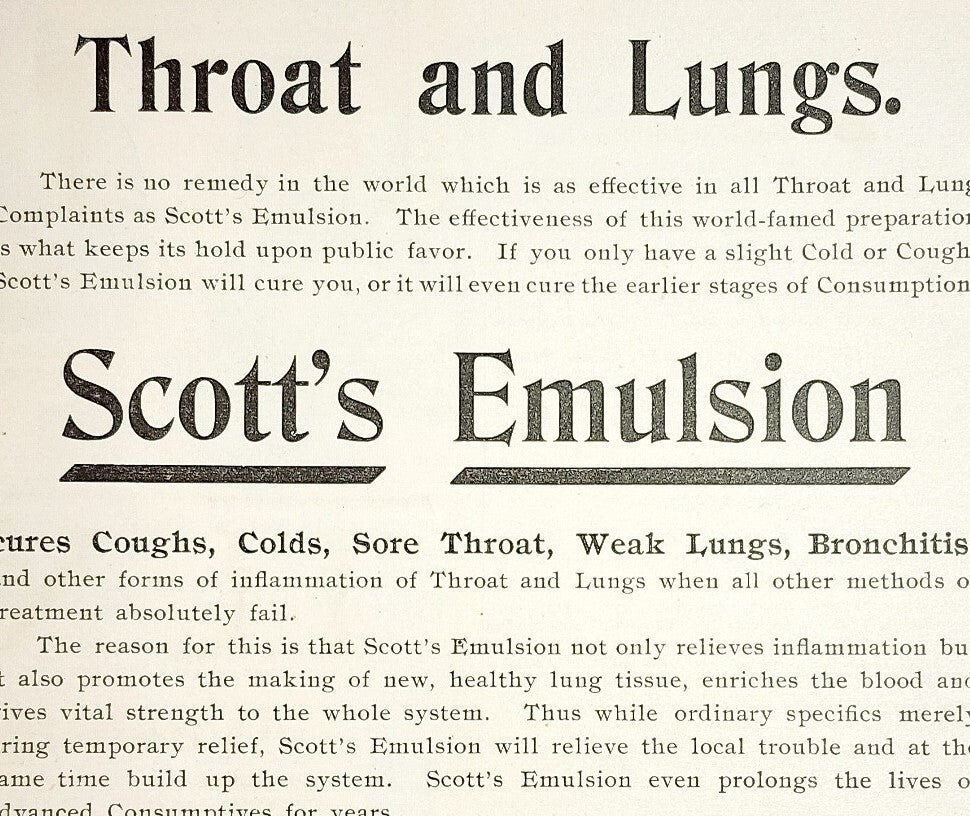 Throat and Lungs.
There is no remedy in the world which is as effective in all Throat and Lung
Complaints as Scott's Emulsion. The effectiveness of this world-famed preparation
s what keeps its hold upon public favor. If you only have a slight Cold or Cough
Scott's Emulsion will cure you, or it will even cure the earlier stages of Consumption
Scott's Emulsion
cures Coughs, Colds, Sore Throat, Weak Lungs, Bronchitis
nd other forms of inflammation of Throat and Lungs when all other methods o
reatment absolutely fail.
The reason for this is that Scott's Emulsion not only relieves inflammation bu
t also promotes the making of new, healthy lung tissue, enriches the blood and
ives vital strength to the whole system. Thus while ordinary specifics merely
ring temporary relief, Scott's Emulsion will relieve the local trouble and at the
ame time build up the system. Scott's Emulsion even prolongs the lives o
dvanced Consumptives for years